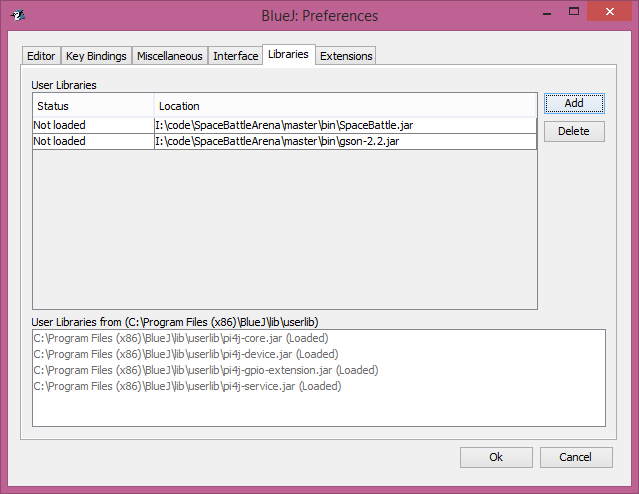 BlueJ: Preferences
Editor Key Bindings Miscellaneous Interface Libraries Extensions
User Libraries
Status Location
Not loaded I:\code\SpaceBattleArena\master\bin\SpaceBattle.jar
Not loaded I:\code\SpaceBattleArena\master\bin\gson-2.2.jar
Add
Delete
User Libraries from (C:\Program Files (x86)\BlueJ\lib\userlib)
C:\Program Files (x86)\BlueJ\lib\userlib\pi4j-core.jar (Loaded)
C:\Program Files (x86)\BlueJ\lib\userlib\pi4j-device.jar (Loaded)
C:\Program Files (x86)\BlueJ\lib\userlib\pi4j-gpio-extension.jar (Loaded)
C:\Program Files (x86)\BlueJ\lib\userlib\pi4j-service.jar (Loaded)
Ok Cancel